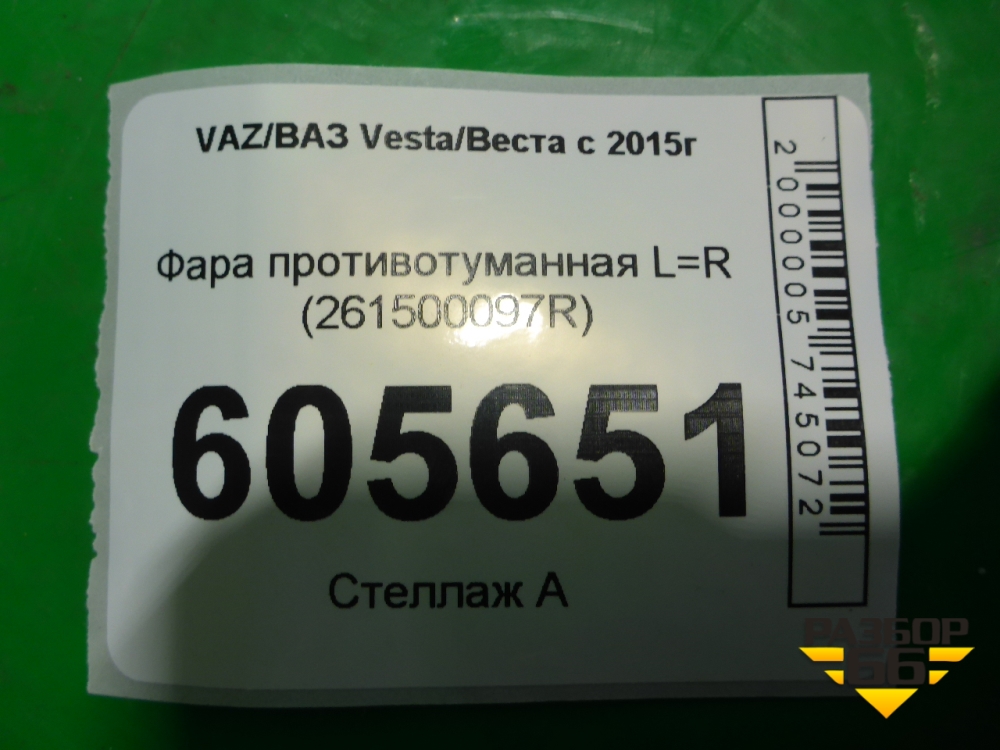 VAZ/ВАЗ Vesta/Веста с 2015г
Фара противотуманная L=R
(261500097R)
605651
Стеллаж А
2000005745072
РАЗБОР
66